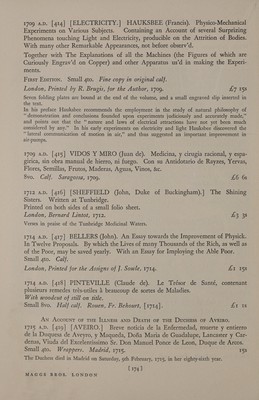 1709 A.D. [414] [ELECTRICITY.] HAUKSBEE (Francis). Physico-Mechanical
Experiments on Various Subjects. Containing an Account of several Surprizing
Phenomena touching Light and Electricity, producible on the Attrition of Bodies.
With many other Remarkable Appearances, not before observ'd.
Together with The Explanations of all the Machines (the Figures of which are
Curiously Engrav'd on Copper) and other Apparatus us'd in making the Experi-
ments.
FIRST EDITION. Small 4to. Fine copy in original calf.
London, Printed by R. Brugis, for the Author, 1709. £7 15s
Seven folding plates are bound at the end of the volume, and a small engraved slip inserted in
the text.
In his preface Hauksbee recommends the employment in the study of natural philosophy of
"demonstration and conclusions founded upon experiments judiciously and accurately made,"
and points out that the "nature and laws of electrical attractions have not yet been much
considered by any." In his early experiments on electricity and light Hauksbee discovered the
"lateral communication of motion in air," and thus suggested an important improvement in
air-pumps.
1709 A.D. [415] VIDOS Y MIRO (Juan de). Medicina, y cirugia racional, y espa-
girica, sin obra manual de hierro, ni fuego. Con su Antidotario de Rayzes, Yervas,
Flores, Semillas, Frutos, Maderas, Aguas, Vinos, &c.
8vo. Calf. Saragossa, 1709. £6 6s
1712 A.D. [416] [SHEFFIELD (John, Duke of Buckingham).] The Shining
Sisters. Written at Tanbridge.
Printed on both sides of a small folio sheet.
London, Bernard Lintot, 1712. £3 3s
Verses in praise of the Tunbridge Medicinal Waters.
1714 A.D. [417] BELLERS (John). An Essay towards the Improvement of Physick.
In Twelve Proposals. By which the Lives of many Thousands of the Rich, as well as
of the Poor, may be saved yearly. With an Essay for Employing the Able Poor.
Small 4to. Calf.
London, Printed for the Assigns of J. Sowle, 1714. £1 15s
1714 A.D. [418] PINTEVILLE (Claude de). Le Trésor de Santé, contenant
plusieurs remedes très-utiles à beaucoup de sortes de Maladies.
With woodcut of still on title.
Small 8vo. Half calf. Rouen, Fr. Behourt, [1714]. £1 1s
AN ACCOUNT OF THE ILLNESS AND DEATH OF THE DUCHESS OF AVEIRO.
1715 A.D. [419] [AVEIRO.] Breve noticia de la Enfermedad, muerte y entierro
de la Duquesa de Aveyro, y Maqueda, Doña Maria de Guadalupe, Lancaster y Car-
denas, Viuda del Excelentissimo Sr. Don Manuel Ponce de Leon, Duque de Arcos.
Small 4to. Wrappers. Madrid, 1715. 15s
The Duchess died in Madrid on Saturday, 9th February, 1715, in her eighty-sixth year.
[174]
MAGGS BROS. LONDON